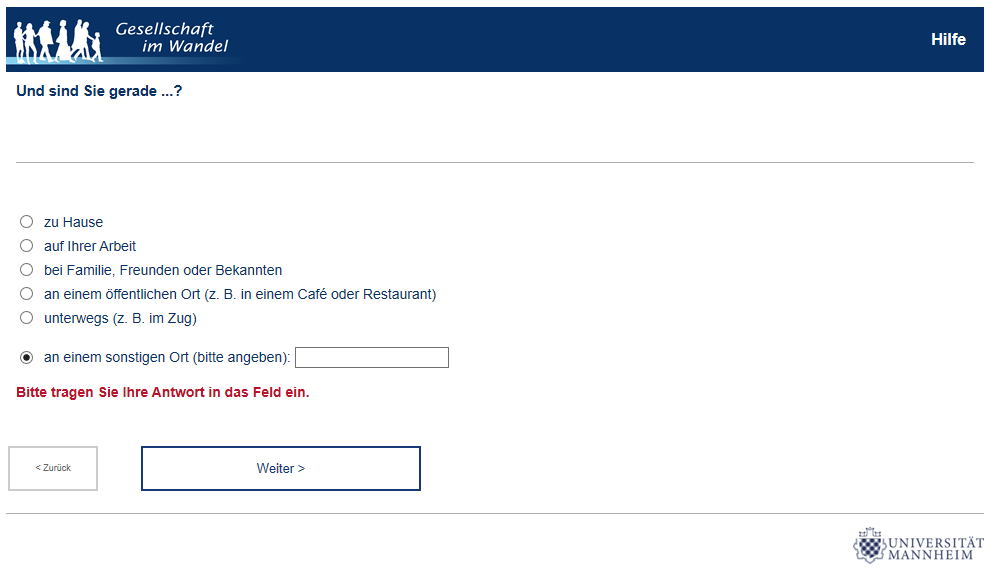 Gesellschaft
im Wandel
Hilfe
Und sind Sie gerade ...?
zu Hause
auf Ihrer Arbeit
bei Familie, Freunden oder Bekannten
an einem öffentlichen Ort (z. B. in einem Café oder Restaurant)
unterwegs (z. B. im Zug)
an einem sonstigen Ort (bitte angeben):
Bitte tragen Sie Ihre Antwort in das Feld ein.
< Zurück
Weiter >
UNIVERSITÄT
MANNHEIM